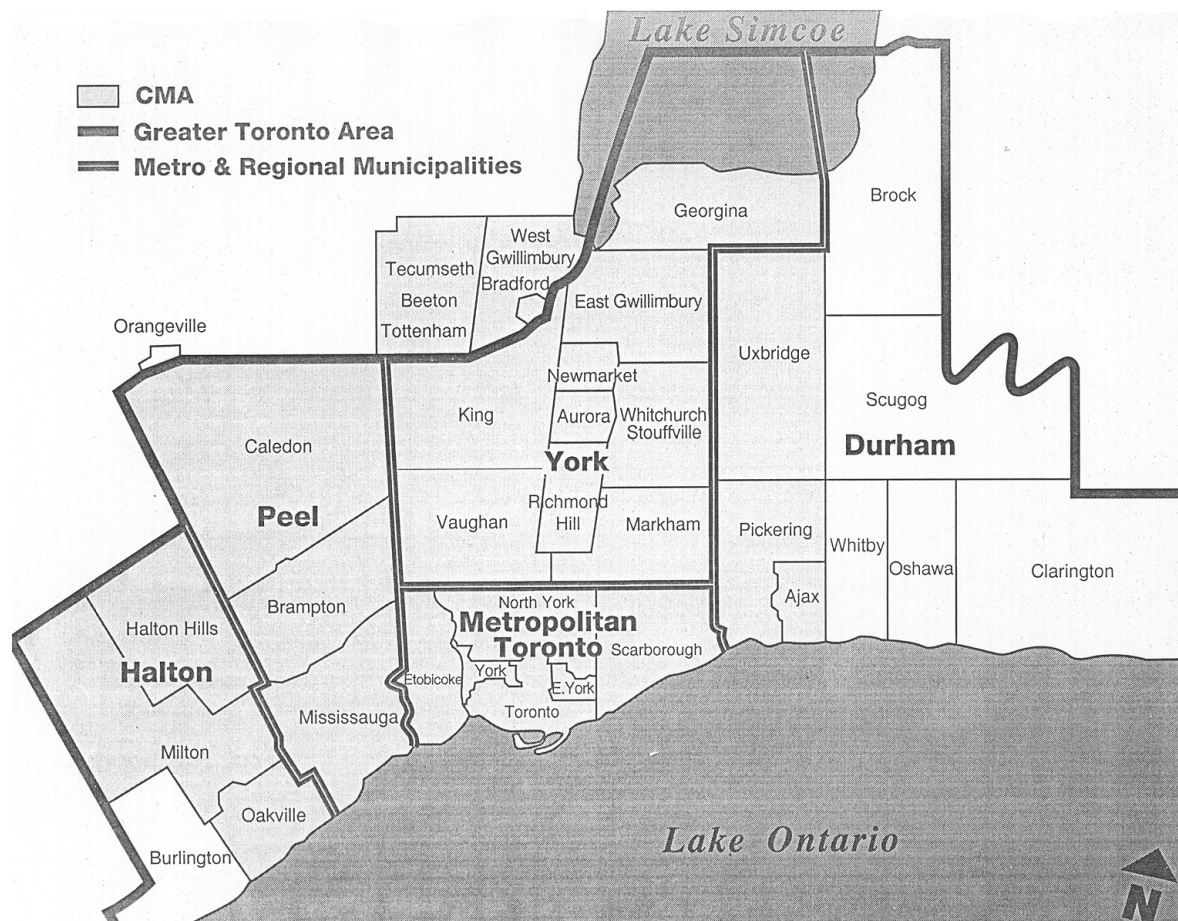 Lake Simcoe
CMA
Greater Toronto Area
Metro & Regional Municipalities
Brock
Georgina
West
Gwillimbury
Bradford
Tecumseth
Beeton
Tottenham
East Gwillimbury
Orangeville
Uxbridge
Newmarket
King
Aurora
Whitchurch
Stouffville
Scugog
Durham
Caledon
York
Peel
Vaughan
Richmond
Hill
Markham
Pickering
Whitby
Oshawa
Clarington
Ajax
Brampton
North York
Metropolitan
Toronto
Scarborough
Halton Hills
Halton
York
Etobicoke
E.York
Toronto
Mississauga
Milton
Oakville
Burlington
Lake Ontario
N